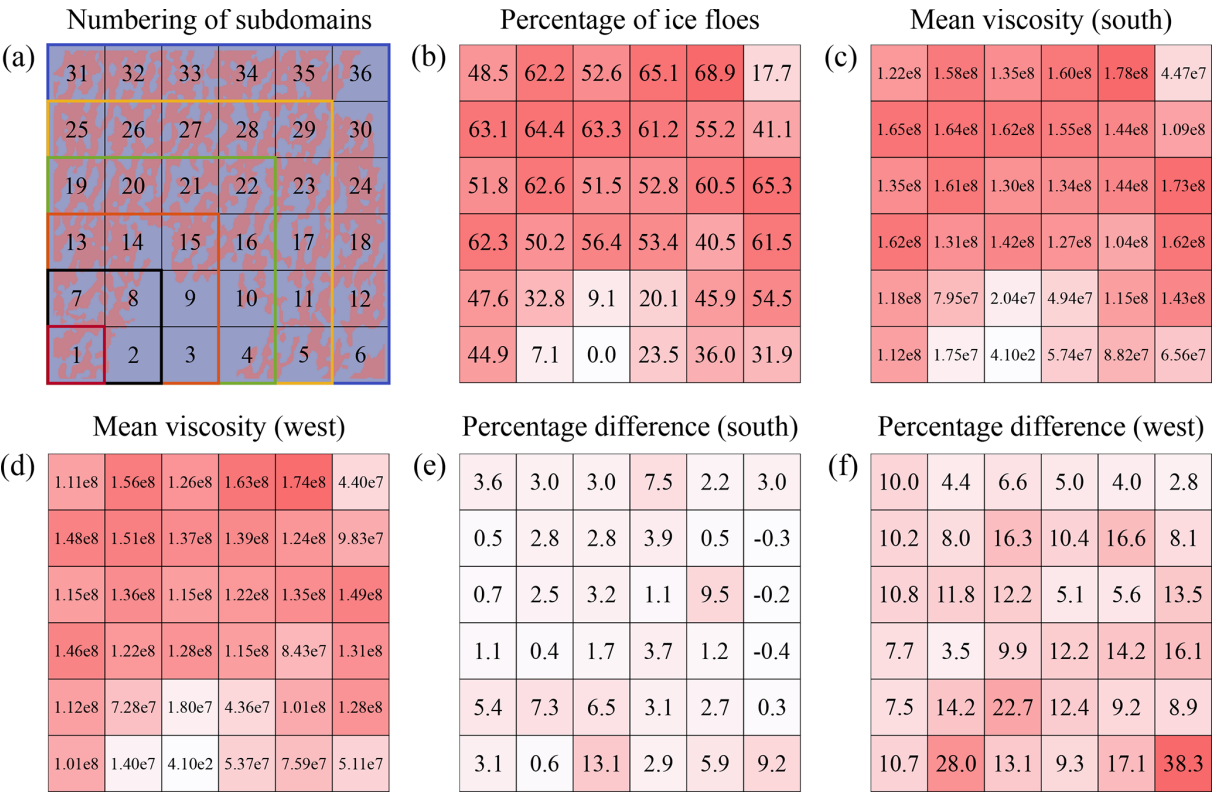 Numbering of subdomains
(a)
31 32 33 34 35 36
25 26 27 28 29 30
19 20 21 22 23 24
13 14 15 16 17 18
7 8 9 10 11 12
1 2 3 4 5 6
Percentage of ice floes
(b)
48.5 62.2 52.6 65.1 68.9 17.7
63.1 64.4 63.3 61.2 55.2 41.1
51.8 62.6 51.5 52.8 60.5 65.3
62.3 50.2 56.4 53.4 40.5 61.5
47.6 32.8 9.1 20.1 45.9 54.5
44.9 7.1 0.0 23.5 36.0 31.9
Mean viscosity (south)
(c)
1.22e8 1.58e8 1.35e8 1.60e8 1.78e8 4.47e7
1.65e8 1.64e8 1.62e8 1.55e8 1.44e8 1.09e8
1.35e8 1.61e8 1.30e8 1.34e8 1.44e8 1.73e8
1.62e8 1.31e8 1.42e8 1.27e8 1.04e8 1.62e8
1.18e8 7.95e7 2.04e7 4.94e7 1.15e8 1.43e8
1.12e8 1.75e7 4.10e2 5.74e7 8.82e7 6.56e7
Mean viscosity (west)
(d)
1.11e8 1.56e8 1.26e8 1.63e8 1.74e8 4.40e7
1.48e8 1.51e8 1.37e8 1.39e8 1.24e8 9.83e7
1.15e8 1.36e8 1.15e8 1.22e8 1.35e8 1.49e8
1.46e8 1.22e8 1.28e8 1.15e8 8.43e7 1.31e8
1.12e8 7.28e7 1.80e7 4.36e7 1.01e8 1.28e8
1.01e8 1.40e7 4.10e2 5.37e7 7.59e7 5.11e7
Percentage difference (south)
(e)
3.6 3.0 3.0 7.5 2.2 3.0
0.5 2.8 2.8 3.9 0.5 -0.3
0.7 2.5 3.2 1.1 9.5 -0.2
1.1 0.4 1.7 3.7 1.2 -0.4
5.4 7.3 6.5 3.1 2.7 0.3
3.1 0.6 13.1 2.9 5.9 9.2
Percentage difference (west)
(f)
10.0 4.4 6.6 5.0 4.0 2.8
10.2 8.0 16.3 10.4 16.6 8.1
10.8 11.8 12.2 5.1 5.6 13.5
7.7 3.5 9.9 12.2 14.2 16.1
7.5 14.2 22.7 12.4 9.2 8.9
10.7 28.0 13.1 9.3 17.1 38.3